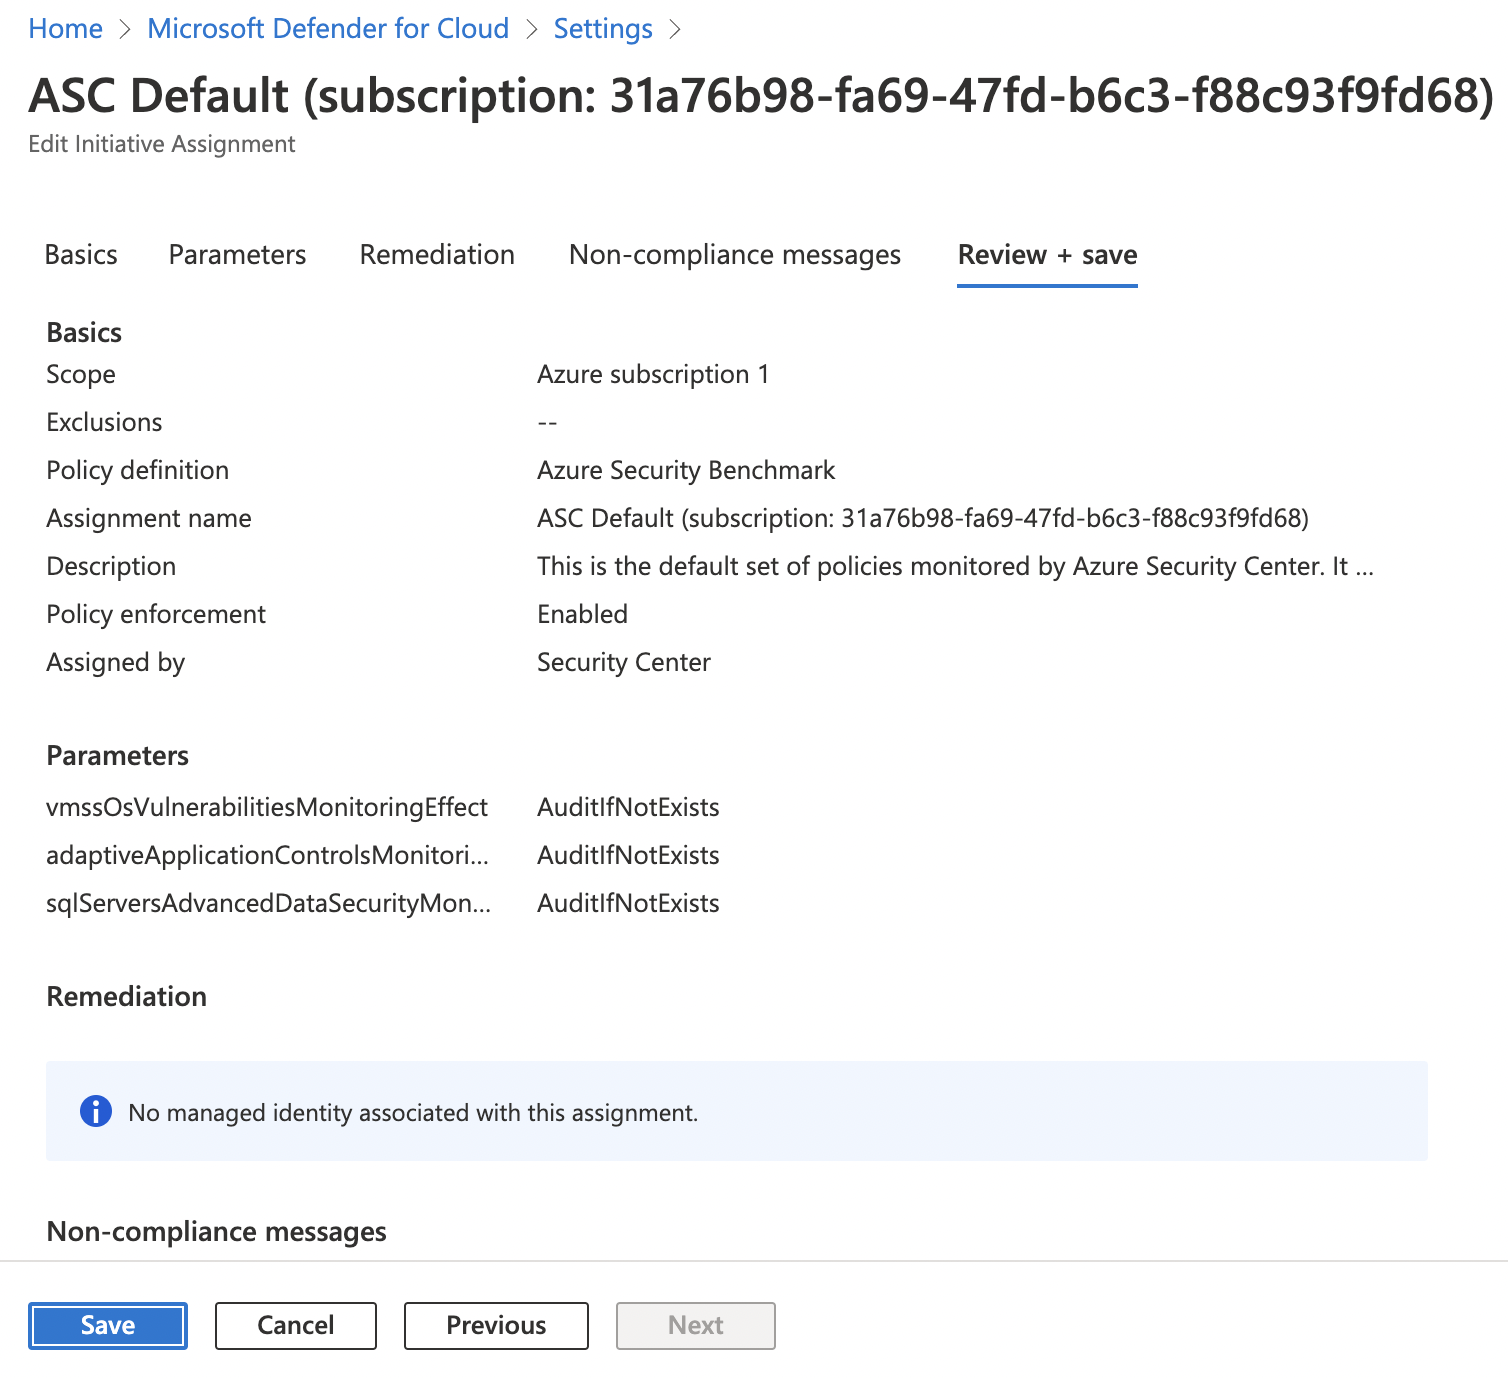 Home > Microsoft Defender for Cloud > Settings >
ASC Default (subscription: 31a76b98-fa69-47fd-b6c3-f88c93f9fd68)
Edit Initiative Assignment
Basics Parameters Remediation Non-compliance messages Review + save
Basics
Scope Azure subscription 1
Exclusions --
Policy definition Azure Security Benchmark
Assignment name ASC Default (subscription: 31a76b98-fa69-47fd-b6c3-f88c93f9fd68)
Description This is the default set of policies monitored by Azure Security Center. It ...
Policy enforcement Enabled
Assigned by Security Center
Parameters
vmssOsVulnerabilitiesMonitoringEffect AuditIfNotExists
adaptiveApplicationControlsMonitori... AuditIfNotExists
sqlServersAdvancedDataSecurityMon... AuditIfNotExists
Remediation
No managed identity associated with this assignment.
Non-compliance messages
Save Cancel Previous Next